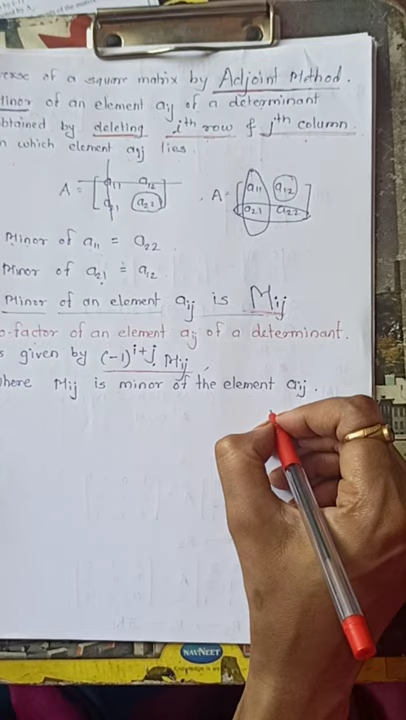 of a square matrix by Adjoint Method.
Minor of an element aij of a determinant
obtained by deleting ith row & jth column
which element aij lies.
A = [a11 a12 a21 a22] , A = [a11 a12 a21 a22]
Minor of a11 = a22
Minor of a21 = a12
Minor of an element aij is Mij
o-factor of an element aij of a determinant.
s given by (-1)i+j Mij
here Mij is minor of the element aij.
NAVNEET